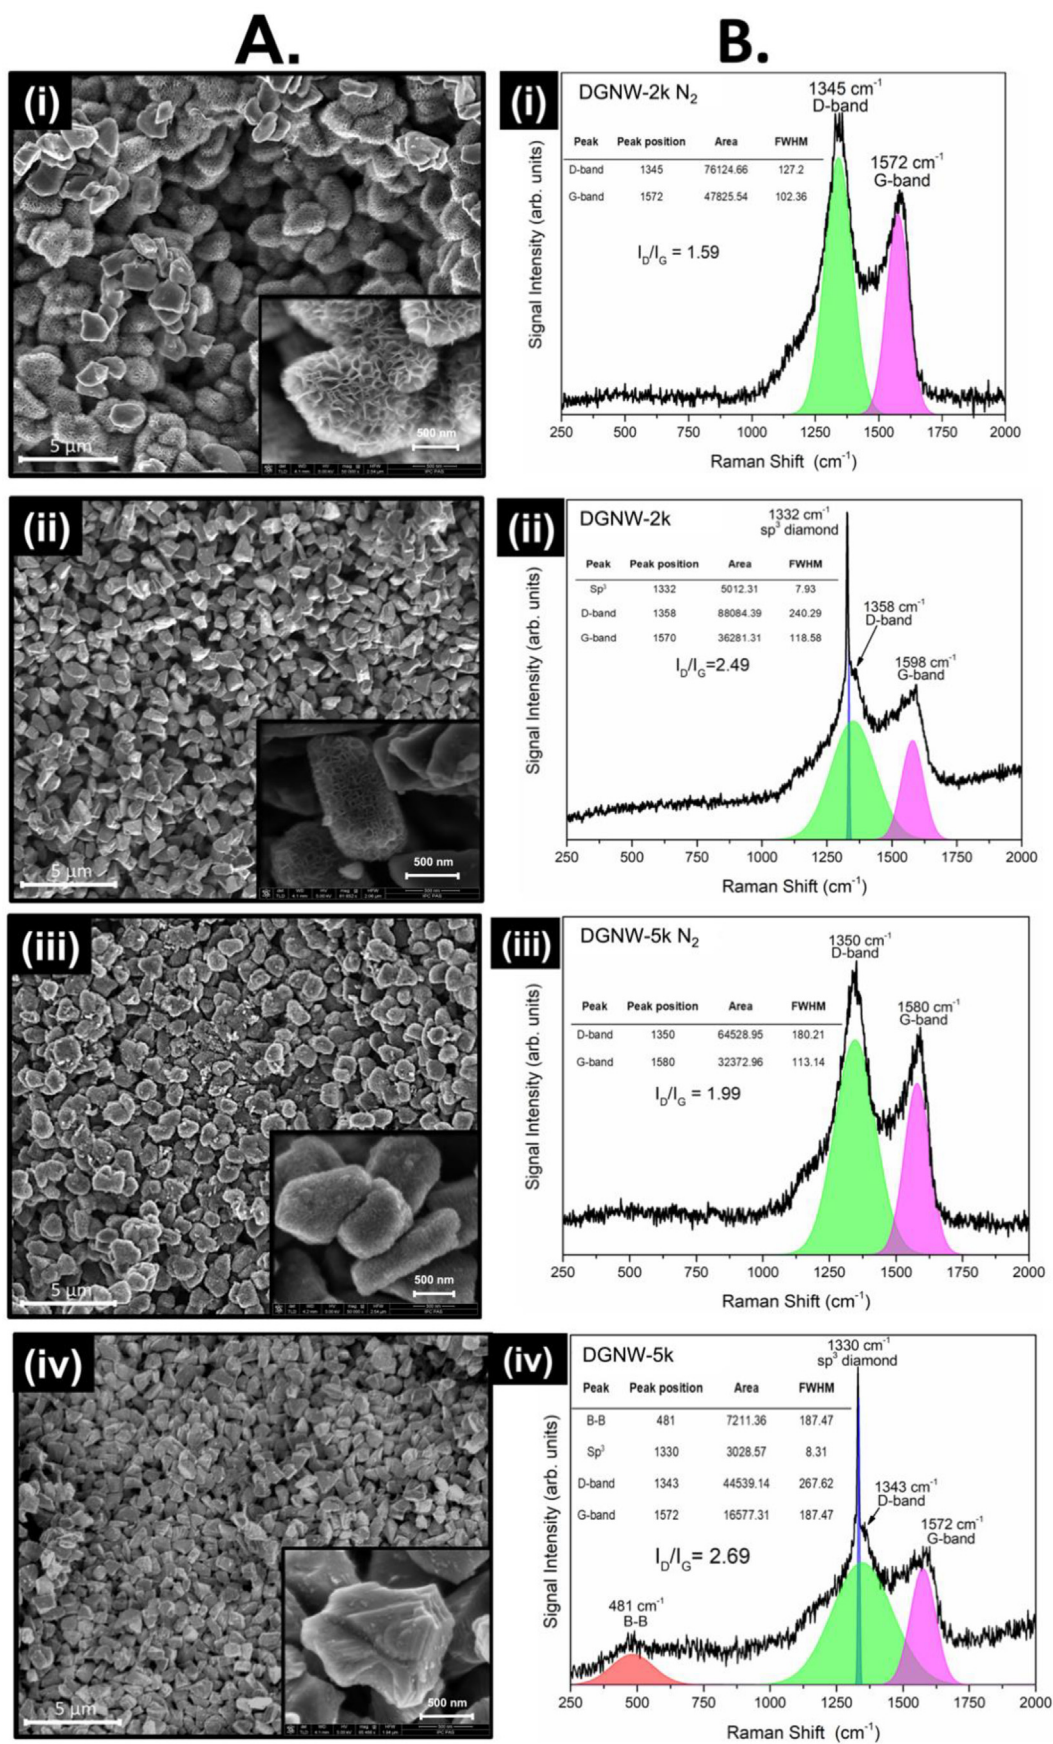 A.
B.
(i)
5 µm
500 nm
(i)
DGNW-2k N2
1345 cm-1
D-band
1572 cm-1
G-band
Peak Peak position Area FWHM
D-band 1345 76124.66 127.2
G-band 1572 47825.54 102.36
ID/IG = 1.59
Signal Intensity (arb. units)
250 500 750 1000 1250 1500 1750 2000
Raman Shift (cm-1)
(ii)
5 µm
500 nm
(ii)
DGNW-2k
1332 cm-1
sp3 diamond
Peak Peak position Area FWHM
Sp3 1332 5012.31 7.93
D-band 1358 88084.39 240.29
G-band 1570 36281.31 118.58
ID/IG=2.49
1358 cm-1
D-band
1598 cm-1
G-band
Signal Intensity (arb. units)
250 500 750 1000 1250 1500 1750 2000
Raman Shift (cm-1)
(iii)
5 µm
500 nm
(iii)
DGNW-5k N2
1350 cm-1
D-band
1580 cm-1
G-band
Peak Peak position Area FWHM
D-band 1350 64528.95 180.21
G-band 1580 32372.96 113.14
ID/IG = 1.99
Signal Intensity (arb. units)
250 500 750 1000 1250 1500 1750 2000
Raman Shift (cm-1)
(iv)
5 µm
500 nm
(iv)
DGNW-5k
1330 cm-1
sp3 diamond
Peak Peak position Area FWHM
B-B 481 7211.36 187.47
Sp3 1330 3028.57 8.31
D-band 1343 44539.14 267.62
G-band 1572 16577.31 187.47
ID/IG= 2.69
1343 cm-1
D-band
1572 cm-1
G-band
481 cm-1
B-B
Signal Intensity (arb. units)
250 500 750 1000 1250 1500 1750 2000
Raman Shift (cm-1)